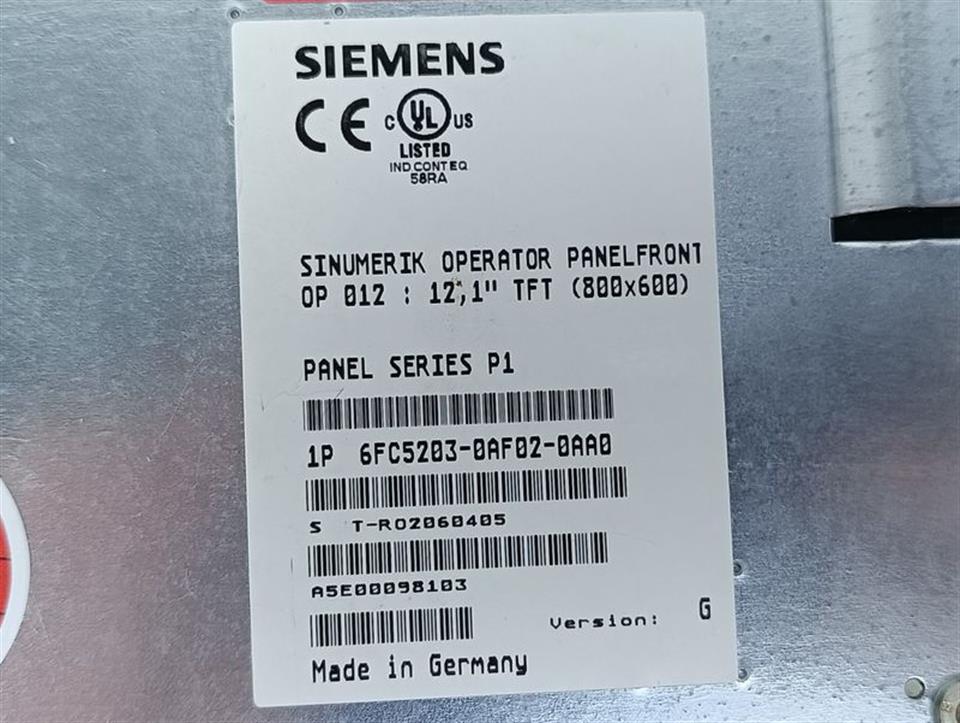 SIEMENS
CE C UL US
LISTED
IND CONT EQ
58RA
SINUMERIK OPERATOR PANELFRONT
OP 012 : 12,1" TFT (800x600)
PANEL SERIES P1
1P 6FC5203-0AF02-0AA0
S T-R02060405
A5E00098103
Version: G
Made in Germany